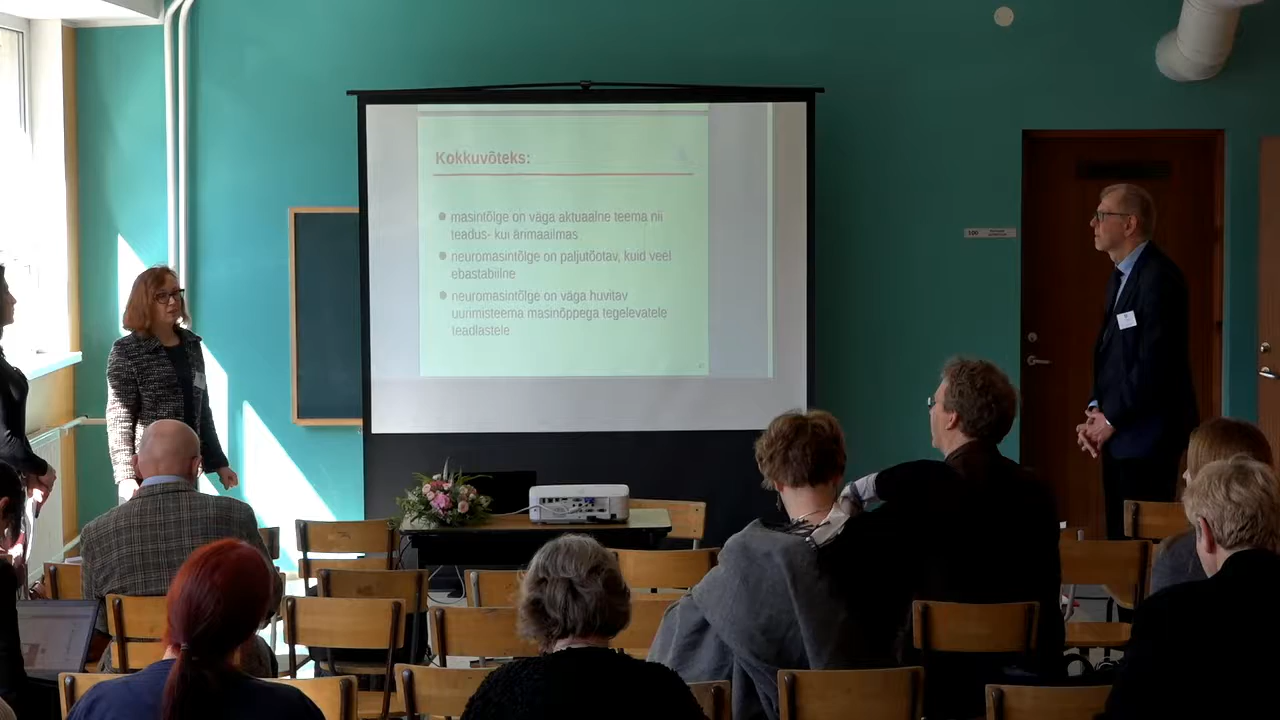 Kokkuvõteks:
masintõlge on väga aktuaalne teema nii
teadus- kui ärimaailmas
neuromasintõlge on paljutõotav, kuid veel
ebastabiilne
neuromasintõlge on väga huvitav
uurimisteema masinõppega tegelevatele
teadlastele
100